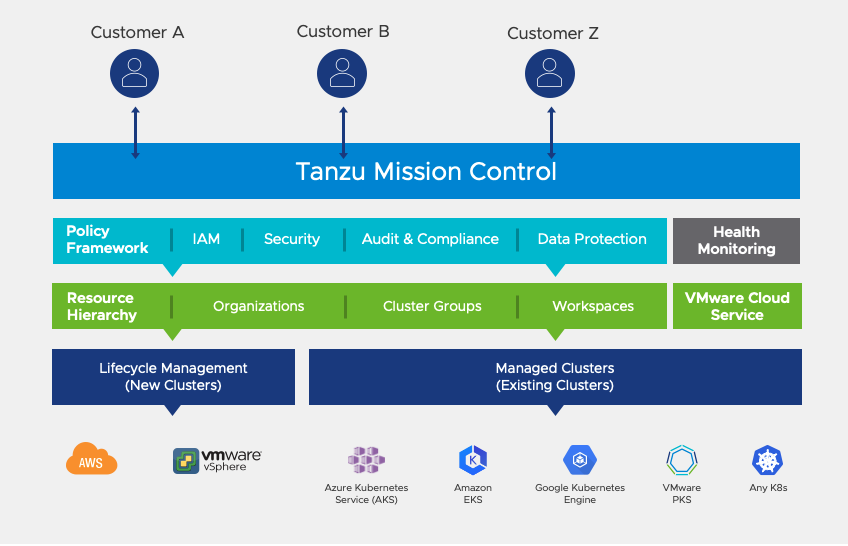 Customer A
Customer B
Customer Z
Tanzu Mission Control
Policy
Framework
IAM
Security
Audit & Compliance
Data Protection
Health
Monitoring
Resource
Hierarchy
Organizations
Cluster Groups
Workspaces
VMware Cloud
Service
Lifecycle Management
(New Clusters)
Managed Clusters
(Existing Clusters)
AWS
vmware
vSphere
Azure Kubernetes
Service (AKS)
K
Amazon
EKS
Google Kubernetes
Engine
VMware
PKS
Any K8s